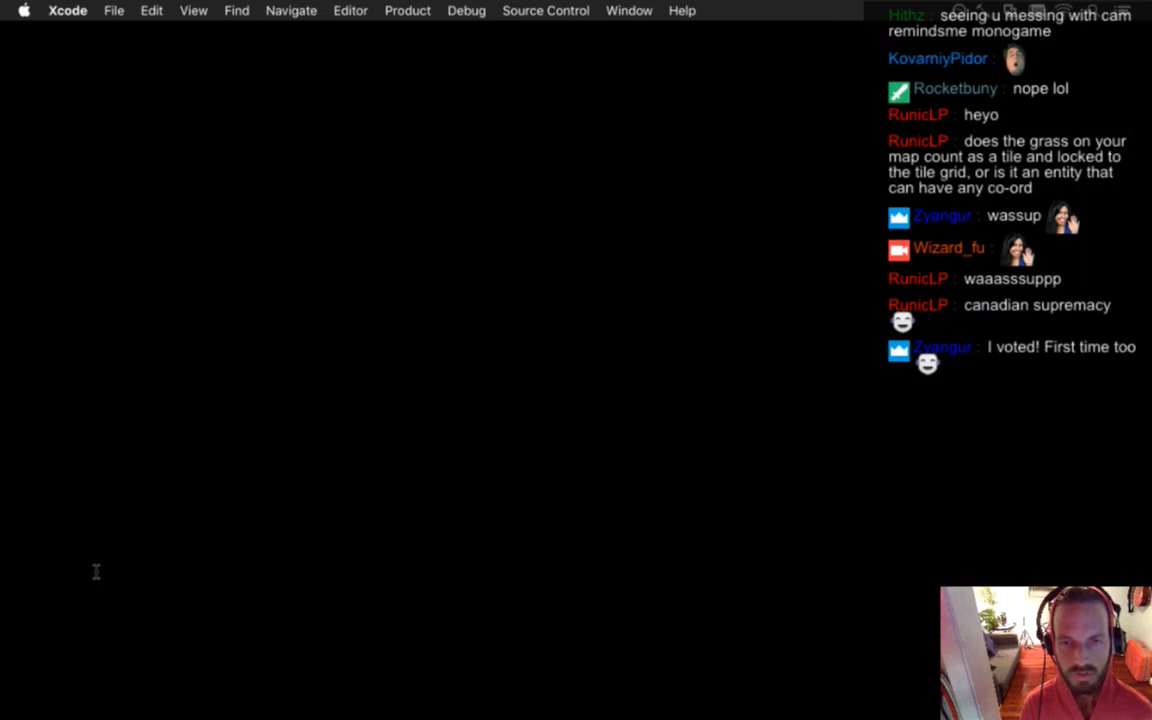 Xcode File Edit View Find Navigate Editor Product Debug Source Control Window Help
Hithz : seeing u messing with cam
remindsme monogame
KovarniyPidor :
Rocketbuny : nope lol
RunicLP : heyo
RunicLP : does the grass on your
map count as a tile and locked to
the tile grid, or is it an entity that
can have any co-ord
Zyangur : wassup
Wizard_fu :
RunicLP : waaasssuppp
RunicLP : canadian supremacy
Zyangur : I voted! First time too